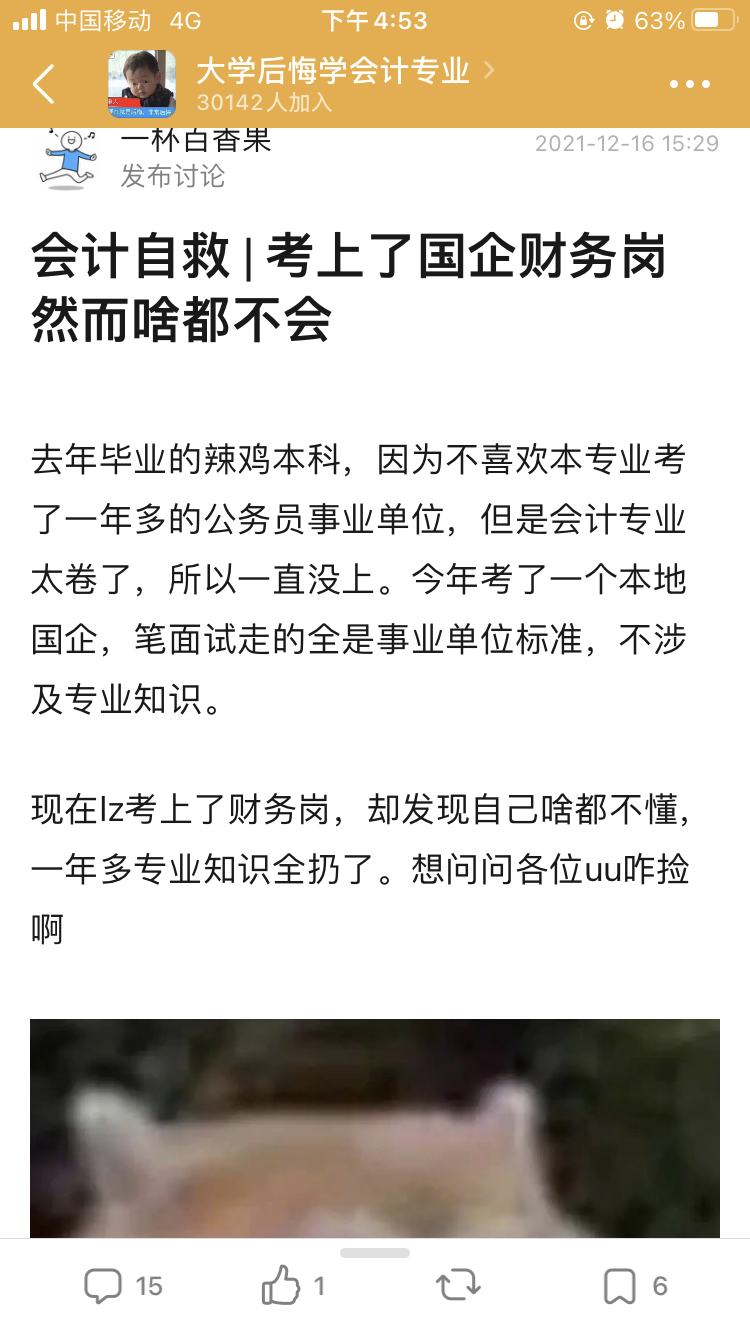 中国移动 4G 下午4:53 63%
大学后悔学会计专业
30142人加入
一杯百香果
2021-12-16 15:29
发布讨论
会计自救 | 考上了国企财务岗
然而啥都不会
去年毕业的辣鸡本科，因为不喜欢本专业考
了一年多的公务员事业单位，但是会计专业
太卷了，所以一直没上。今年考了一个本地
国企，笔面试走的全是事业单位标准，不涉
及专业知识。
现在lz考上了财务岗，却发现自己啥都不懂，
一年多专业知识全扔了。想问问各位uu咋捡
啊
15 1 6